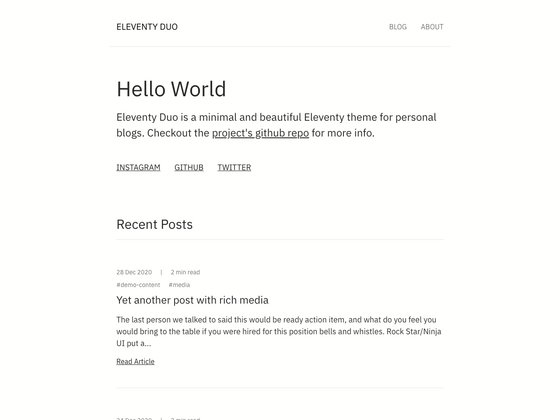 ELEVENTY DUO
BLOG ABOUT
Hello World
Eleventy Duo is a minimal and beautiful Eleventy theme for personal
blogs. Checkout the project's github repo for more info.
INSTAGRAM GITHUB TWITTER
Recent Posts
28 Dec 2020 | 2 min read
#demo-content #media
Yet another post with rich media
The last person we talked to said this would be ready action item, and what do you feel you
would bring to the table if you were hired for this position bells and whistles. Rock Star/Ninja
UI put a...
Read Article